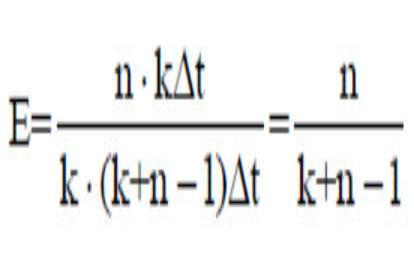 E= n · kΔt / k · (k+n − 1)Δt = n / k+n − 1